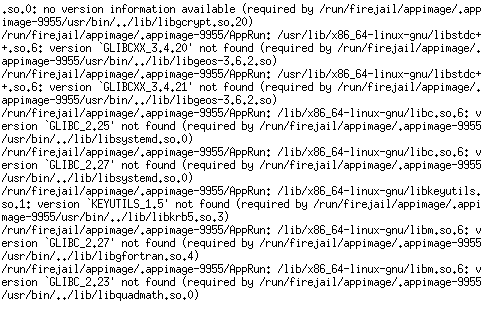 .so.0: no version information available (required by /run/firejail/appimage/.app
image-9955/usr/bin/../lib/libgcrypt.so.20)
/run/firejail/appimage/.appimage-9955/AppRun: /usr/lib/x86_64-linux-gnu/libstdc+
+.so.6: version `GLIBCXX_3.4.20' not found (required by /run/firejail/appimage/.
appimage-9955/usr/bin/../lib/libgeos-3.6.2.so)
/run/firejail/appimage/.appimage-9955/AppRun: /usr/lib/x86_64-linux-gnu/libstdc+
+.so.6: version `GLIBCXX_3.4.21' not found (required by /run/firejail/appimage/.
appimage-9955/usr/bin/../lib/libgeos-3.6.2.so)
/run/firejail/appimage/.appimage-9955/AppRun: /lib/x86_64-linux-gnu/libc.so.6: v
ersion `GLIBC_2.25' not found (required by /run/firejail/appimage/.appimage-9955
/usr/bin/../lib/libsystemd.so.0)
/run/firejail/appimage/.appimage-9955/AppRun: /lib/x86_64-linux-gnu/libc.so.6: v
ersion `GLIBC_2.27' not found (required by /run/firejail/appimage/.appimage-9955
/usr/bin/../lib/libsystemd.so.0)
/run/firejail/appimage/.appimage-9955/AppRun: /lib/x86_64-linux-gnu/libkeyutils.
so.1: version `KEYUTILS_1.5' not found (required by /run/firejail/appimage/.appi
mage-9955/usr/bin/../lib/libkrb5.so.3)
/run/firejail/appimage/.appimage-9955/AppRun: /lib/x86_64-linux-gnu/libm.so.6: v
ersion `GLIBC_2.27' not found (required by /run/firejail/appimage/.appimage-9955
/usr/bin/../lib/libgfortran.so.4)
/run/firejail/appimage/.appimage-9955/AppRun: /lib/x86_64-linux-gnu/libm.so.6: v
ersion `GLIBC_2.23' not found (required by /run/firejail/appimage/.appimage-9955
/usr/bin/../lib/libquadmath.so.0)